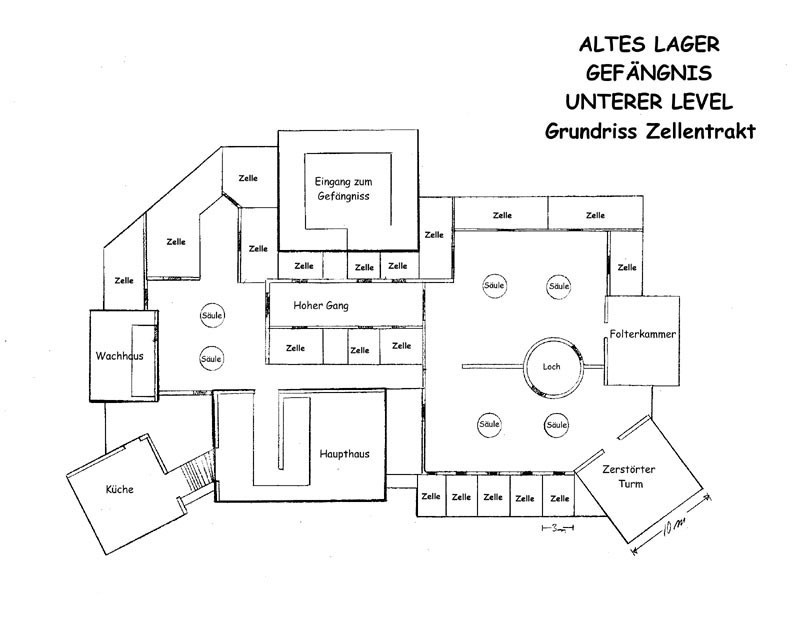 ALTES LAGER
GEFÄNGNIS
UNTERER LEVEL
Grundriss Zellentrakt
Zelle
Eingang zum
Gefängniss
Zelle
Zelle
Zelle
Zelle
Zelle
Zelle
Zelle
Zelle
Zelle
Zelle
Zelle
Säule
Säule
Hoher Gang
Säule
Folterkammer
Wachhaus
Säule
Zelle
Zelle
Zelle
Loch
Säule
Säule
Haupthaus
Zerstörter
Turm
Küche
Zelle
Zelle
Zelle
Zelle
Zelle
3m
10 m